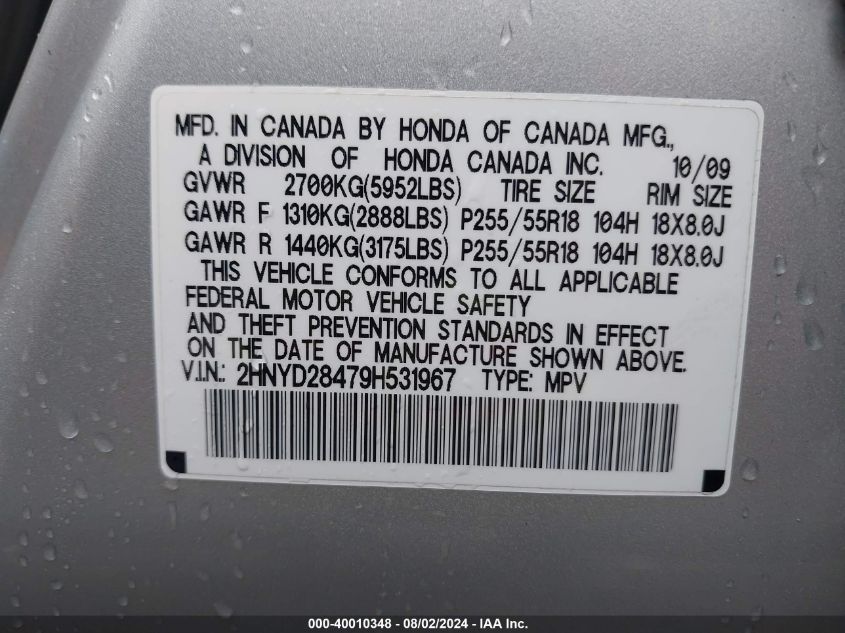 MFD. IN CANADA BY HONDA OF CANADA MFG.,
A DIVISION OF HONDA CANADA INC. 10/09
GVWR 2700KG(5952LBS) TIRE SIZE RIM SIZE
GAWR F 1310KG(2888LBS) P255/55R18 104H 18X8.0J
GAWR R 1440KG(3175LBS) P255/55R18 104H 18X8.0J
THIS VEHICLE CONFORMS TO ALL APPLICABLE
FEDERAL MOTOR VEHICLE SAFETY
AND THEFT PREVENTION STANDARDS IN EFFECT
ON THE DATE OF MANUFACTURE SHOWN ABOVE.
V.I.N.: 2HNYD28479H531967 TYPE: MPV
000-40010348 - 08/02/2024 - IAA Inc.